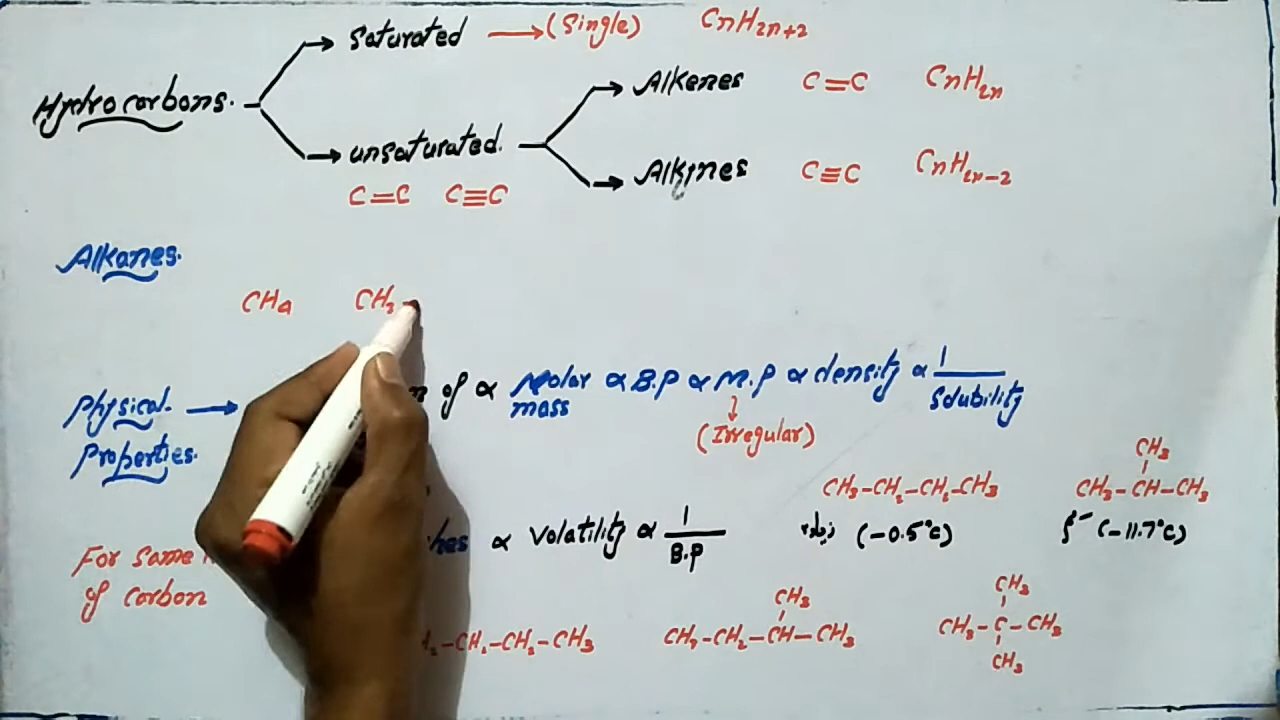 Saturated → (Single) CnH2n+2
Hydrocarbons.
Alkenes C=C CnH2n
unsaturated.
Alkynes C≡C CnH2n-2
C=C C≡C
Alkanes.
CH4 CH3-
Physical → of ∝ Molar mass ∝ B.P ∝ M.P ∝ density ∝ 1/Solubility
Properties.
(Irregular)
CH3
CH3-CH2-CH2-CH3 CH3-CH-CH3
∝ Volatility ∝ 1/B.P (-0.5°C) (-11.7°C)
For Same
of carbon
CH3 CH3
-CH2-CH2-CH3 CH3-CH2-CH-CH3 CH3-C-CH3
CH3